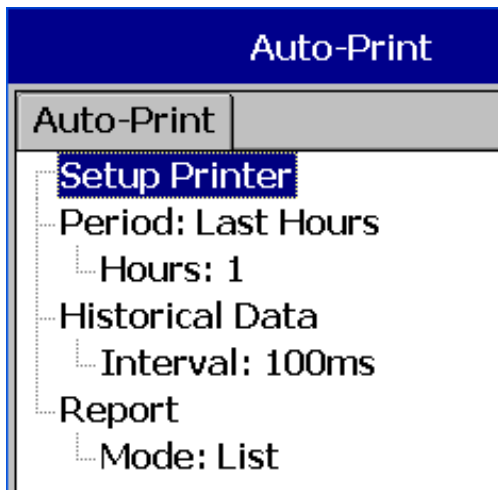 Auto-Print
Auto-Print
Setup Printer
Period: Last Hours
Hours: 1
Historical Data
Interval: 100ms
Report
Mode: List